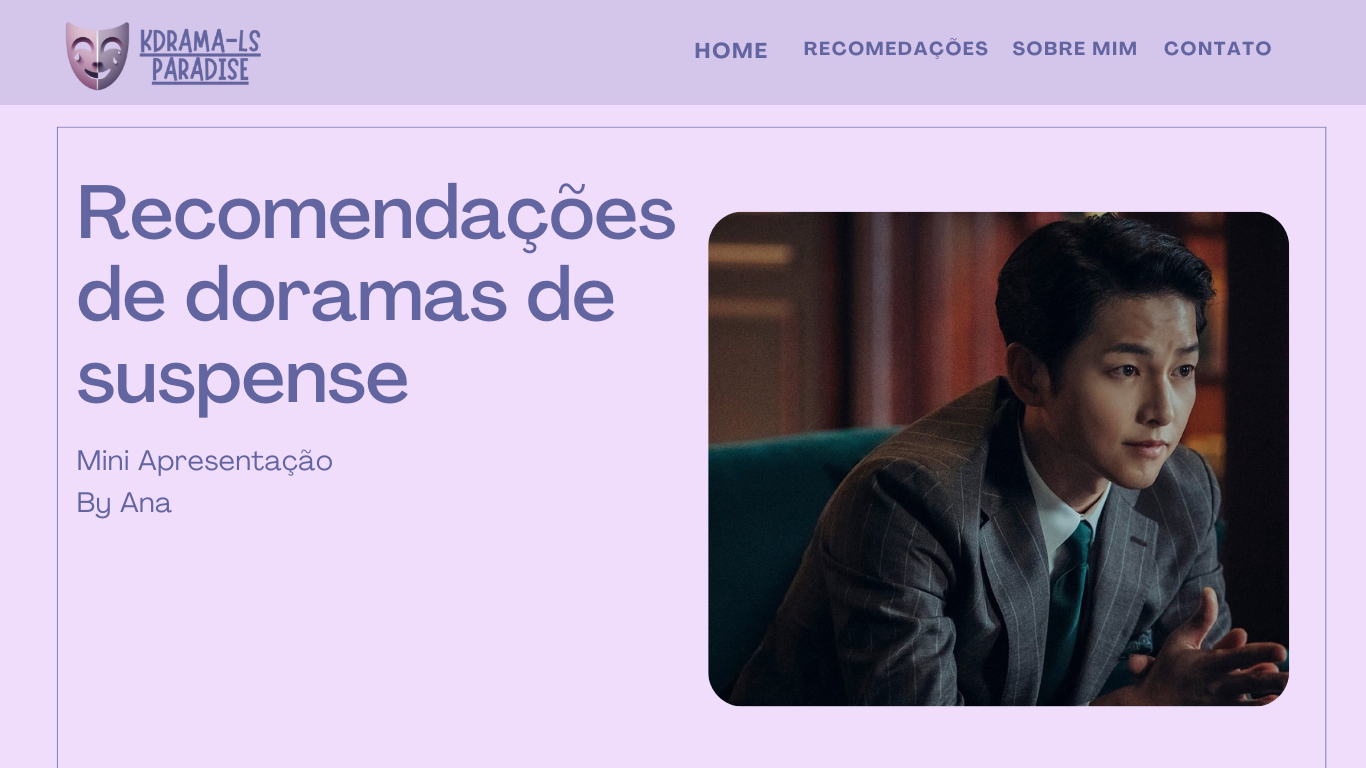 KDRAMA-LS
PARADISE
HOME
RECOMEDAÇÕES
SOBRE MIM
CONTATO
Recomendações
de doramas de
suspense
Mini Apresentação
By Ana